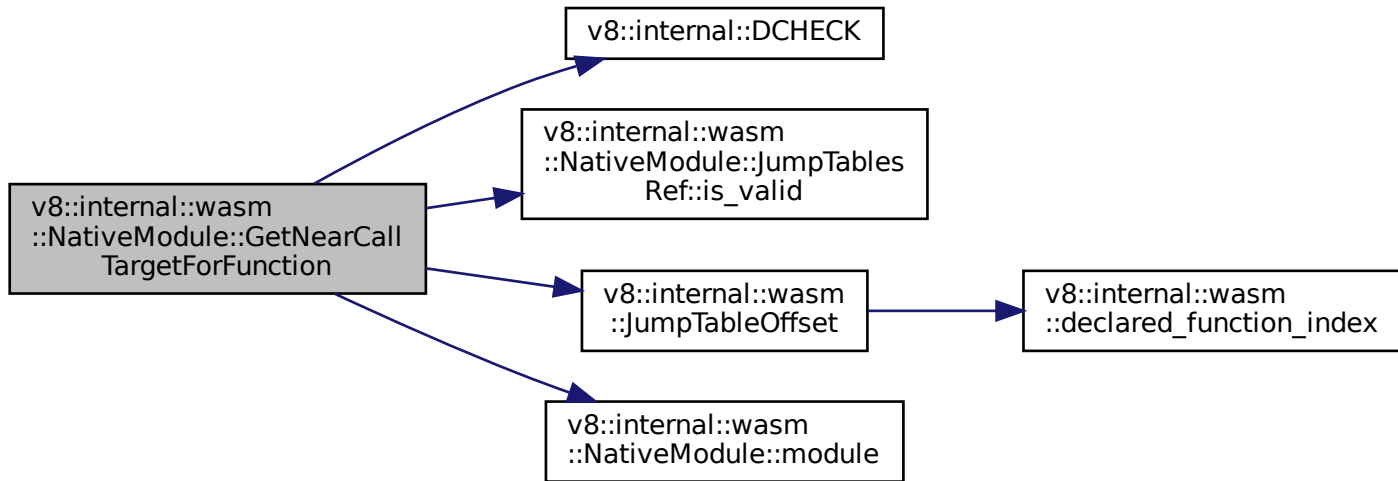 v8::internal::DCHECK
v8::internal::wasm
::NativeModule::JumpTables
Ref::is_valid
v8::internal::wasm
::NativeModule::GetNearCall
TargetForFunction
v8::internal::wasm
::JumpTableOffset
v8::internal::wasm
::declared_function_index
v8::internal::wasm
::NativeModule::module